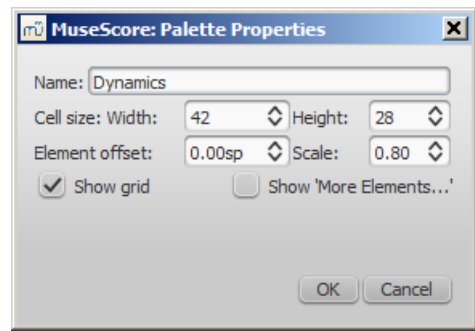 mü MuseScore: Palette Properties
Name: Dynamics
Cell size: Width: 42 Height: 28
Element offset: 0.00sp Scale: 0.80
Show grid Show 'More Elements...'
OK Cancel